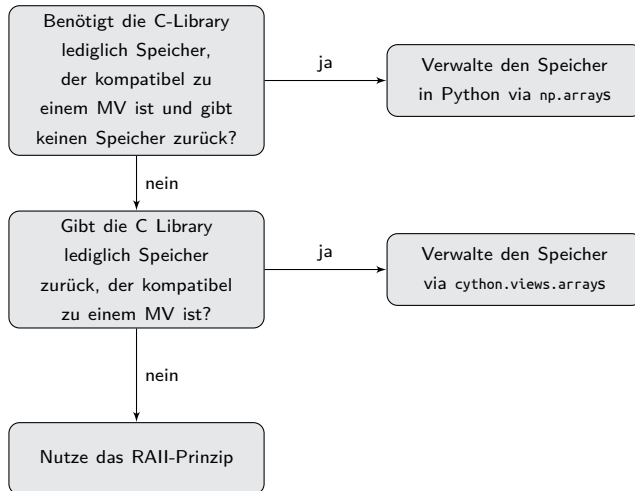 Benötigt die C-Library
lediglich Speicher,
der kompatibel zu
einem MV ist und gibt
keinen Speicher zurück?
ja
Verwalte den Speicher
in Python via np.arrays
nein
Gibt die C Library
lediglich Speicher
zurück, der kompatibel
zu einem MV ist?
ja
Verwalte den Speicher
via cython.views.arrays
nein
Nutze das RAII-Prinzip